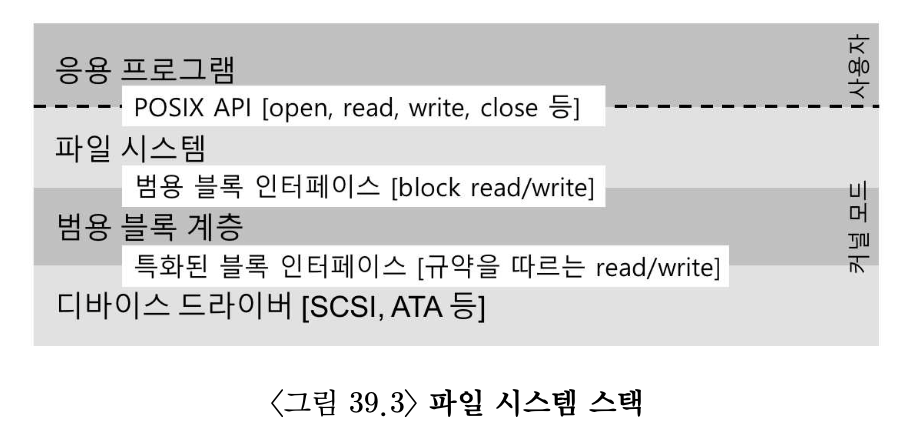 응용 프로그램
사용자
POSIX API [open, read, write, close 등]
파일 시스템
범용 블록 인터페이스 [block read/write]
범용 블록 계층
커널 모드
특화된 블록 인터페이스 [규약을 따르는 read/write]
디바이스 드라이버 [SCSI, ATA 등]
〈그림 39.3〉 파일 시스템 스택